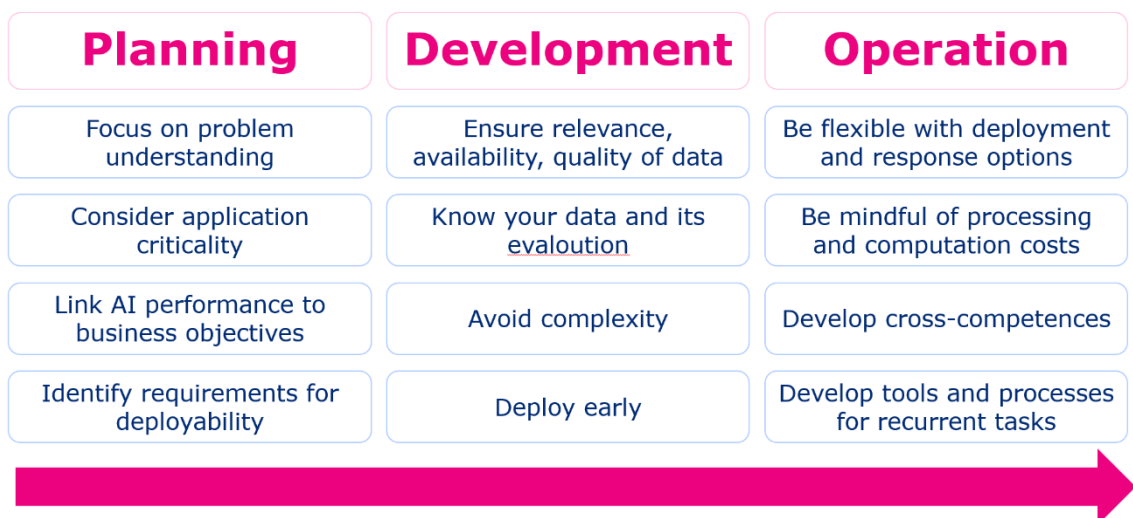 Planning
Focus on problem
understanding
Consider application
criticality
Link AI performance to
business objectives
Identify requirements for
deployability
Development
Ensure relevance,
availability, quality of data
Know your data and its
evaloution
Avoid complexity
Deploy early
Operation
Be flexible with deployment
and response options
Be mindful of processing
and computation costs
Develop cross-competences
Develop tools and processes
for recurrent tasks